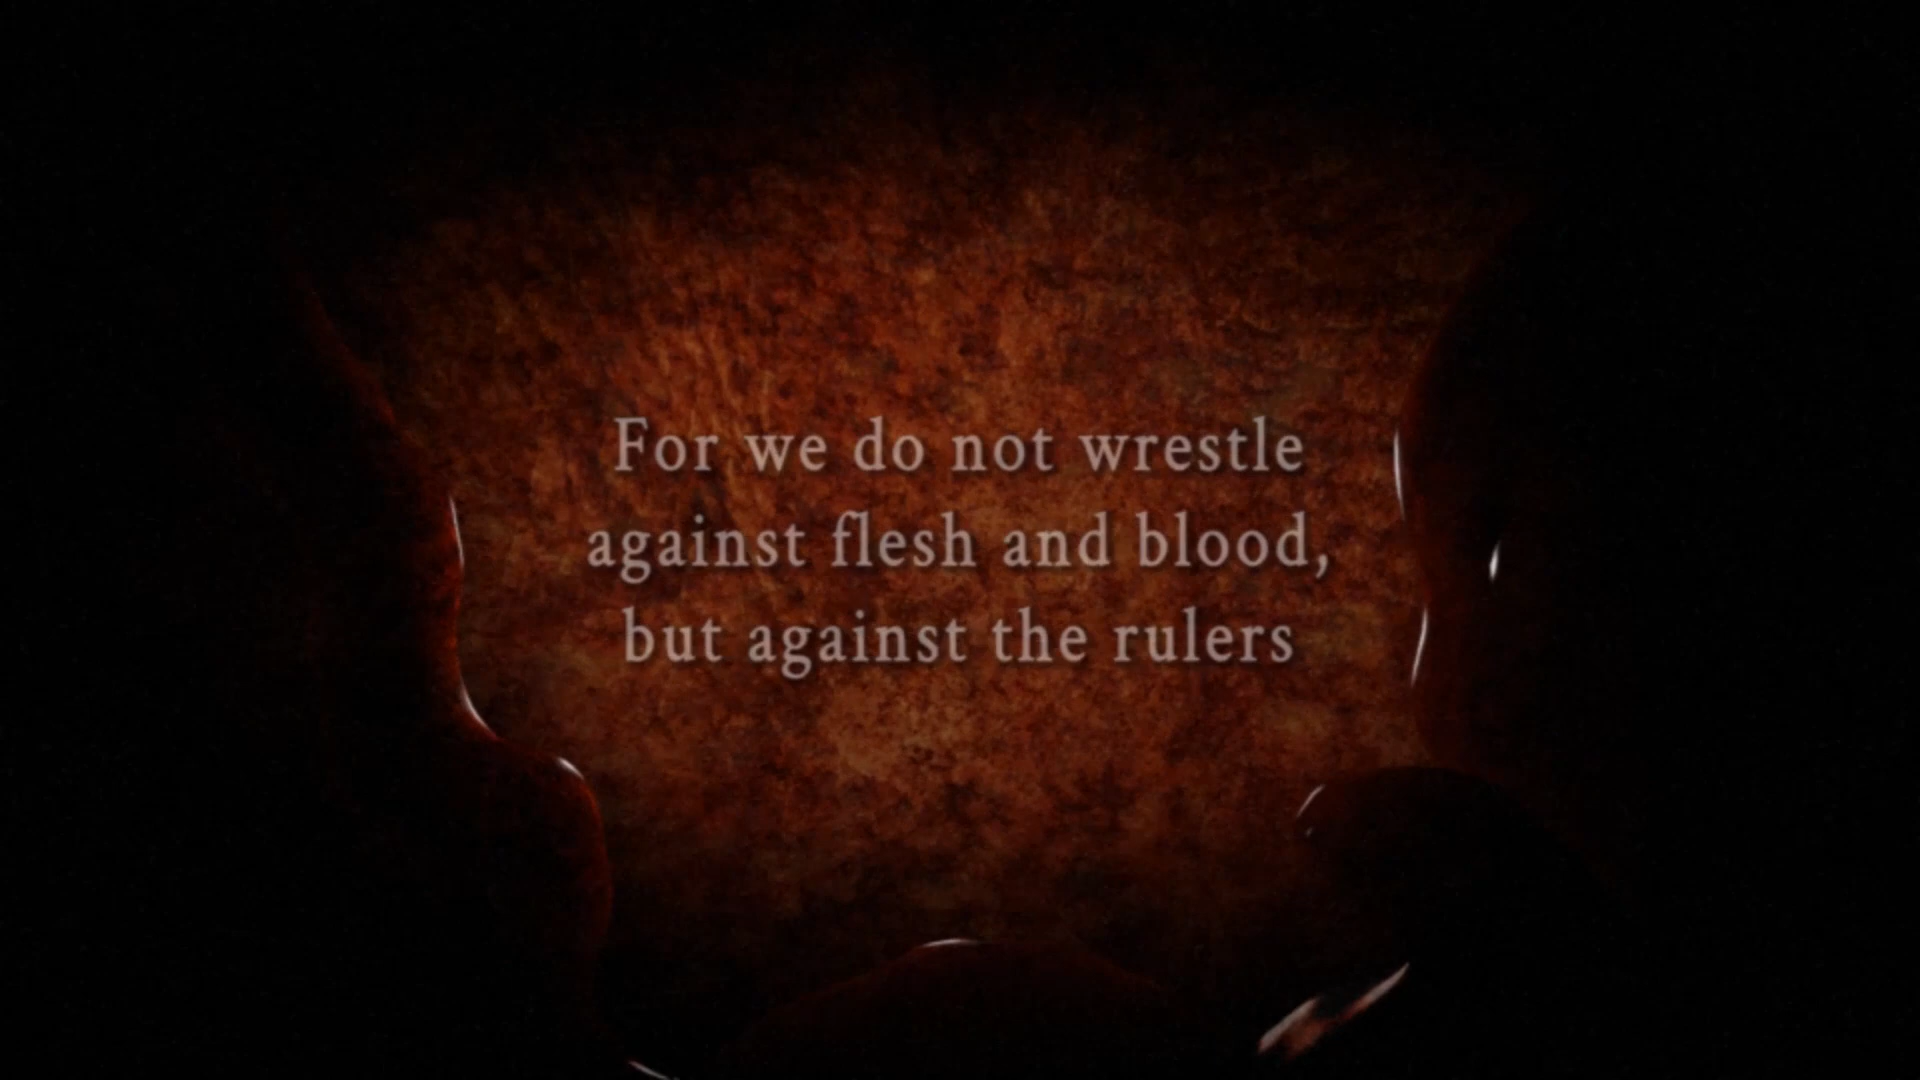 For we do not wrestle
against flesh and blood,
but against the rulers